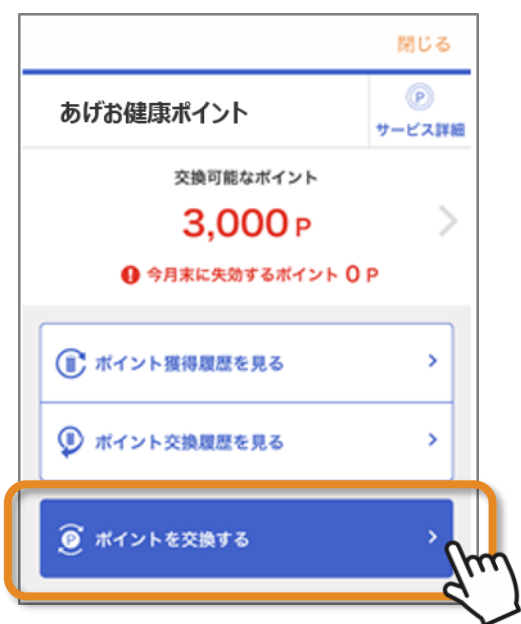 閉じる
あげお健康ポイント
P
サービス詳細
交換可能なポイント
3,000 P
! 今月末に失効するポイント 0 P
ポイント獲得履歴を見る
ポイント交換履歴を見る
P
ポイントを交換する